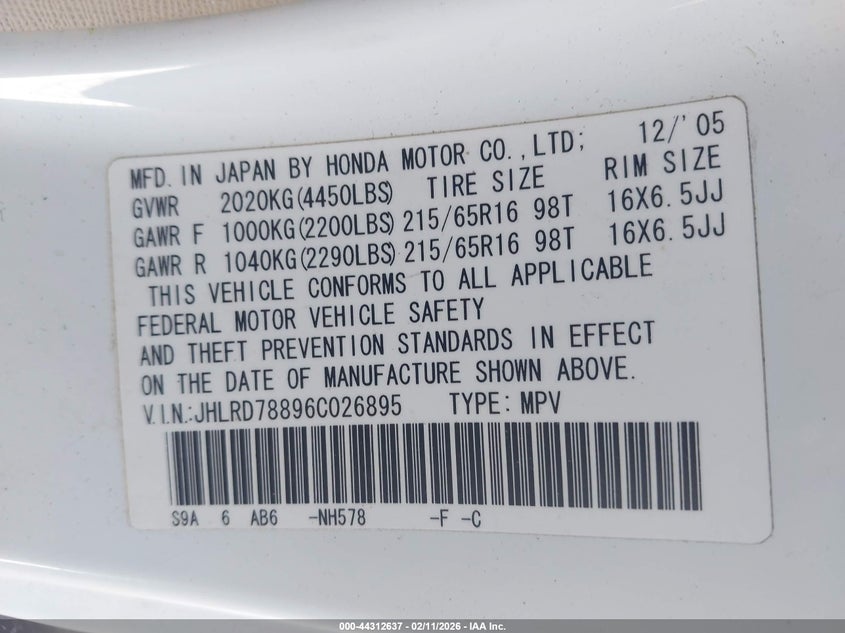 MFD. IN JAPAN BY HONDA MOTOR CO.,LTD; 12/'05
GVWR 2020KG(4450LBS) TIRE SIZE RIM SIZE
GAWR F 1000KG(2200LBS) 215/65R16 98T 16X6.5JJ
GAWR R 1040KG(2290LBS) 215/65R16 98T 16X6.5JJ
THIS VEHICLE CONFORMS TO ALL APPLICABLE
FEDERAL MOTOR VEHICLE SAFETY
AND THEFT PREVENTION STANDARDS IN EFFECT
ON THE DATE OF MANUFACTURE SHOWN ABOVE.
V.I.N.:JHLRD78896C026895 TYPE: MPV
S9A 6 AB6 -NH578 -F -C
000-44312637 - 02/11/2026 - IAA Inc.